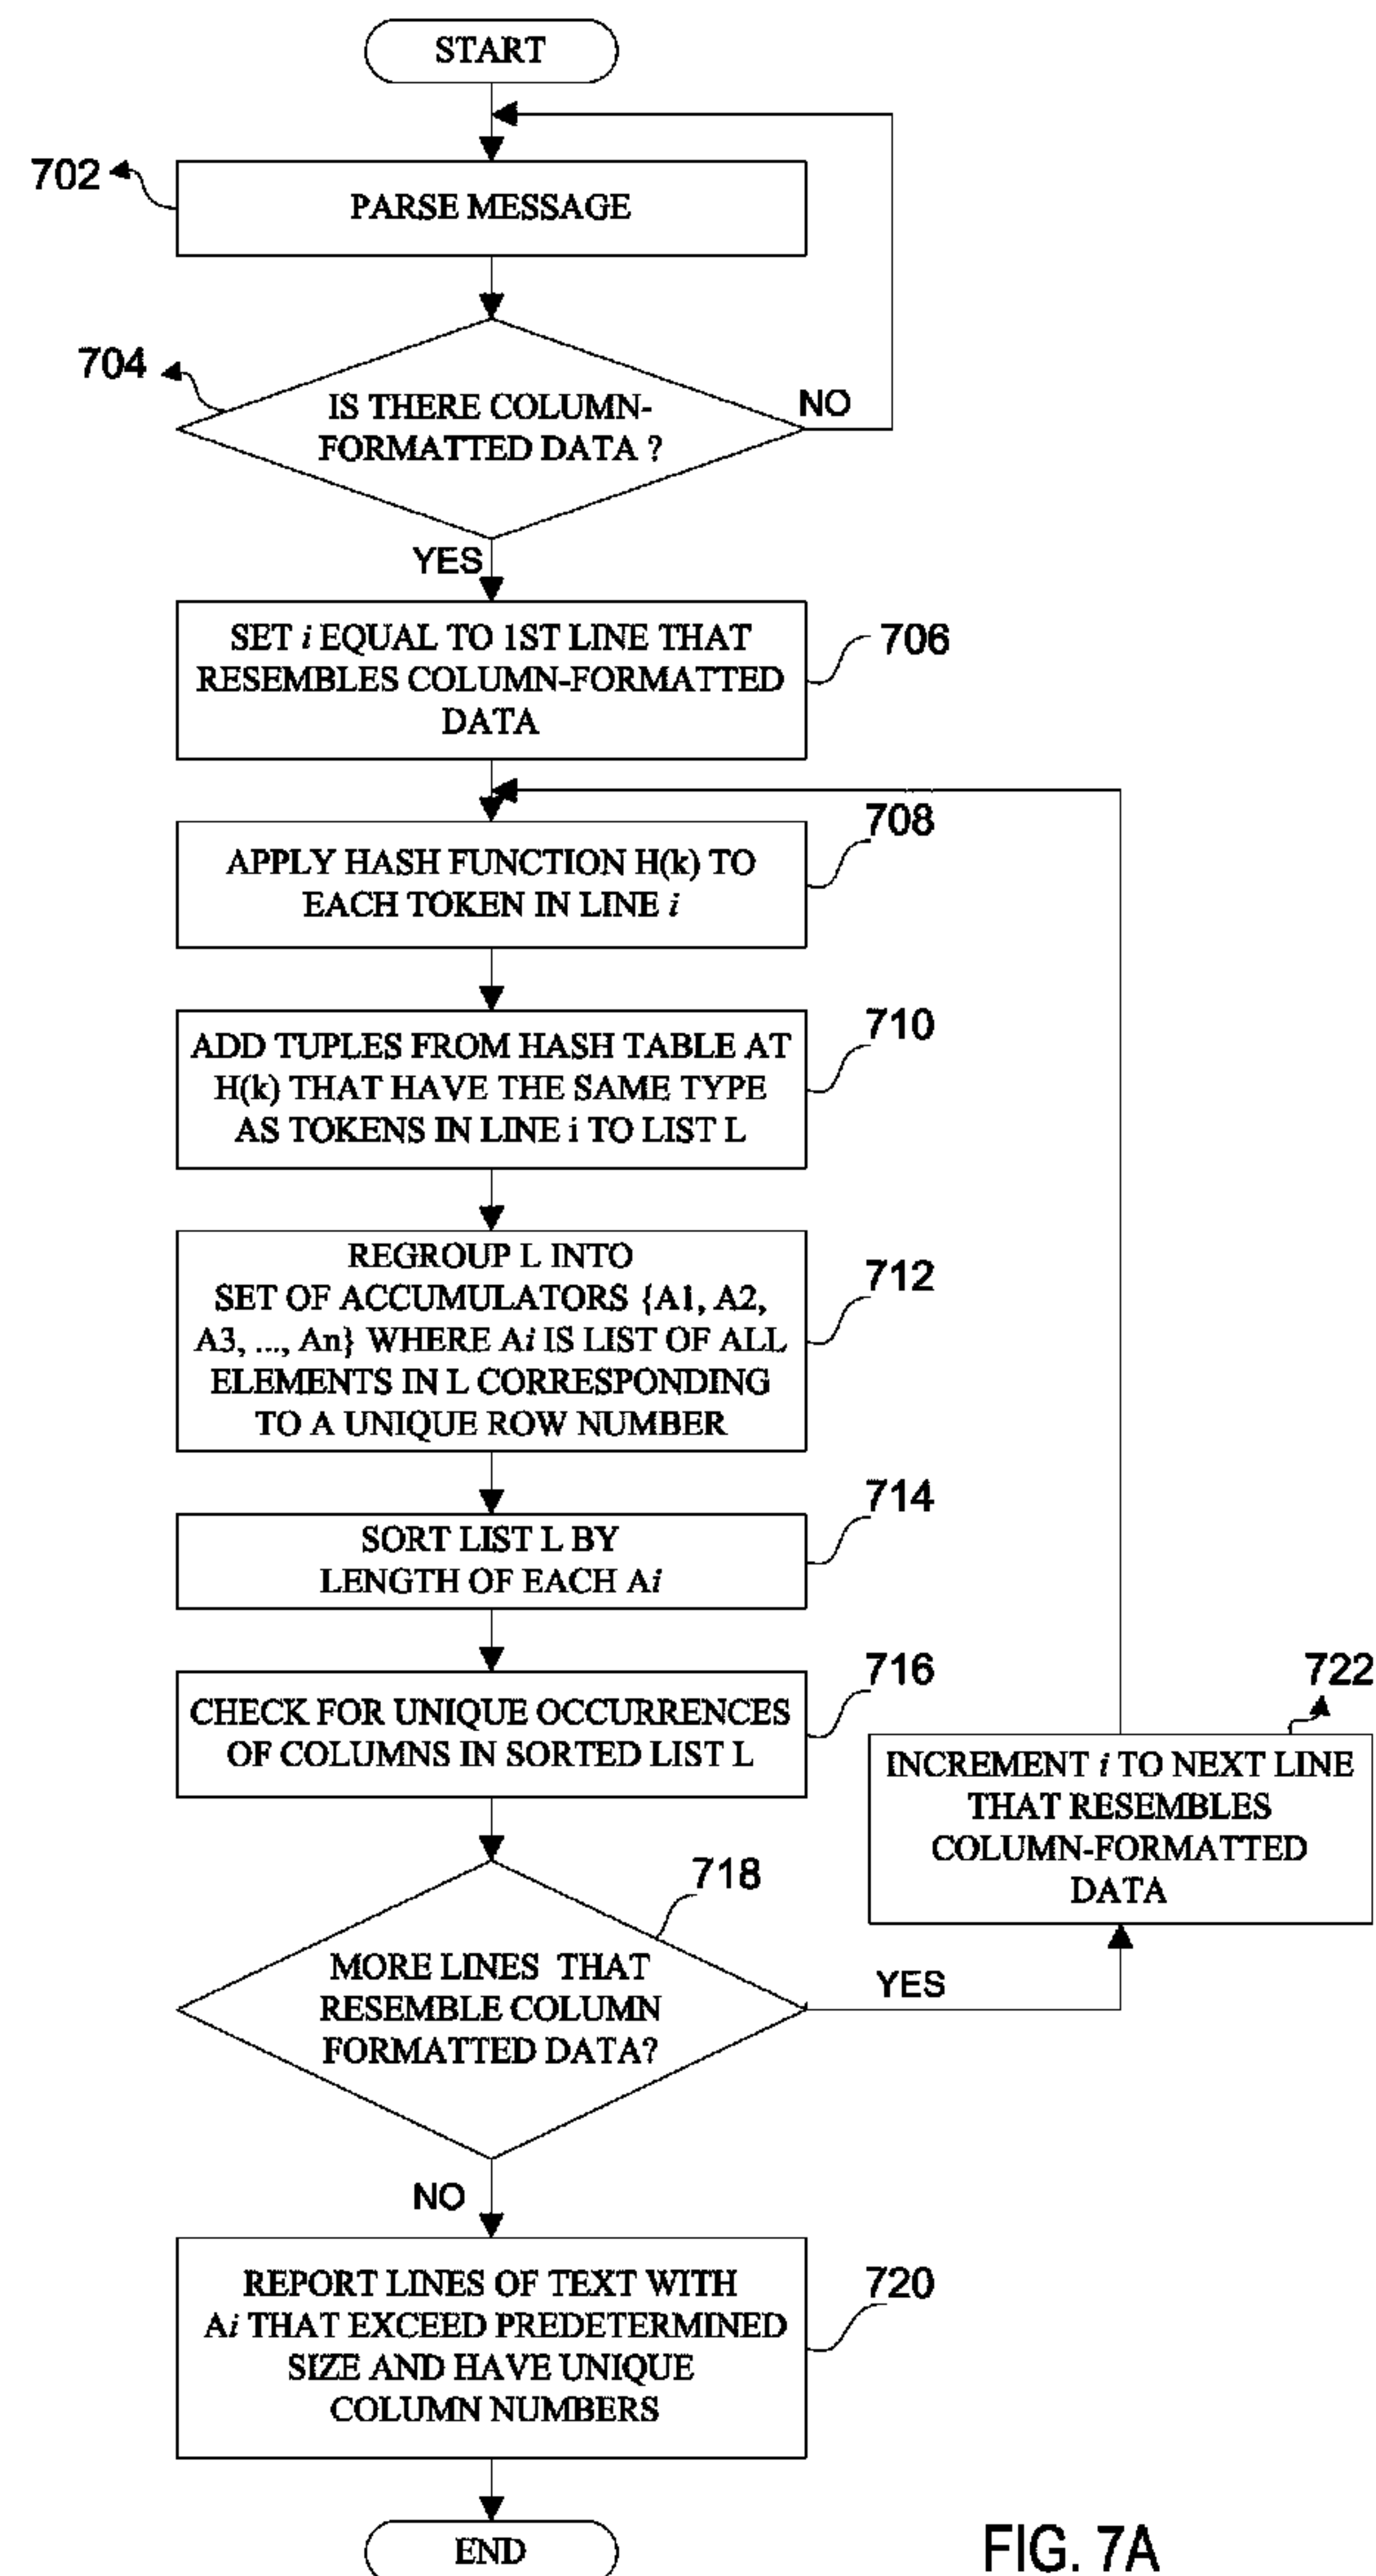 START
702
PARSE MESSAGE
704
IS THERE COLUMN-
FORMATTED DATA ?
NO
YES
SET i EQUAL TO 1ST LINE THAT
RESEMBLES COLUMN-FORMATTED
DATA
706
708
APPLY HASH FUNCTION H(k) TO
EACH TOKEN IN LINE i
710
ADD TUPLES FROM HASH TABLE AT
H(k) THAT HAVE THE SAME TYPE
AS TOKENS IN LINE i TO LIST L
712
REGROUP L INTO
SET OF ACCUMULATORS {A1, A2,
A3, ..., An} WHERE Ai IS LIST OF ALL
ELEMENTS IN L CORRESPONDING
TO A UNIQUE ROW NUMBER
714
SORT LIST L BY
LENGTH OF EACH Ai
716
CHECK FOR UNIQUE OCCURRENCES
OF COLUMNS IN SORTED LIST L
722
INCREMENT i TO NEXT LINE
THAT RESEMBLES
COLUMN-FORMATTED
DATA
718
MORE LINES THAT
RESEMBLE COLUMN
FORMATTED DATA?
YES
NO
720
REPORT LINES OF TEXT WITH
Ai THAT EXCEED PREDETERMINED
SIZE AND HAVE UNIQUE
COLUMN NUMBERS
END
FIG. 7A